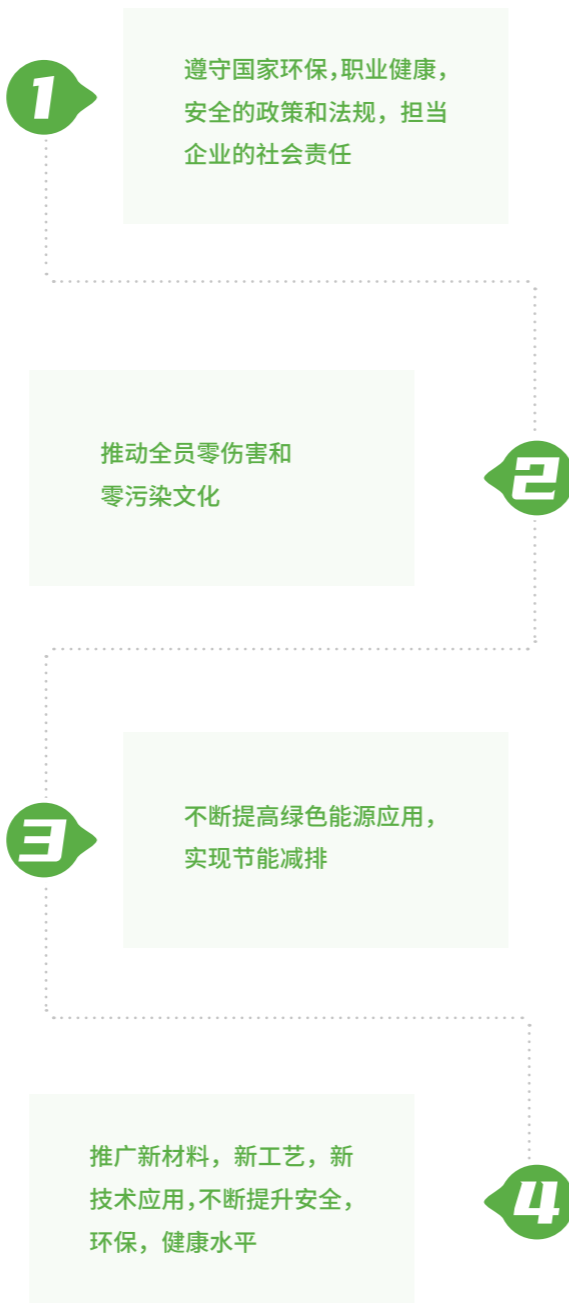 1
遵守国家环保,职业健康,
安全的政策和法规，担当
企业的社会责任
推动全员零伤害和
零污染文化
2
3
不断提高绿色能源应用，
实现节能减排
推广新材料，新工艺，新
技术应用,不断提升安全，
环保，健康水平
4